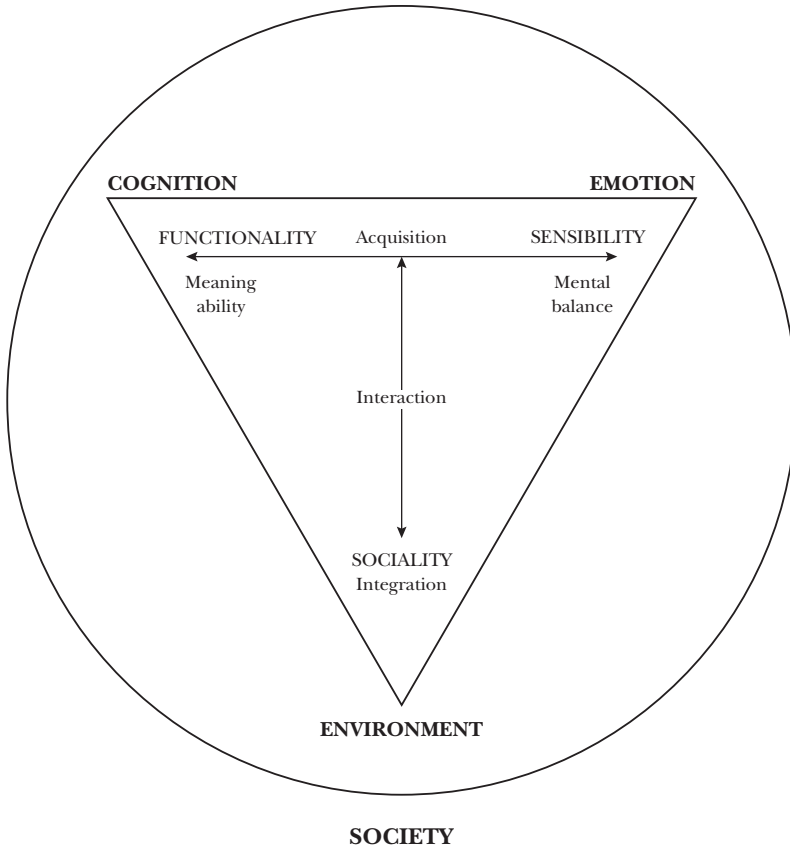 COGNITION EMOTION
FUNCTIONALITY Acquisition SENSIBILITY
Meaning
ability
Mental
balance
Interaction
SOCIALITY
Integration
ENVIRONMENT
SOCIETY